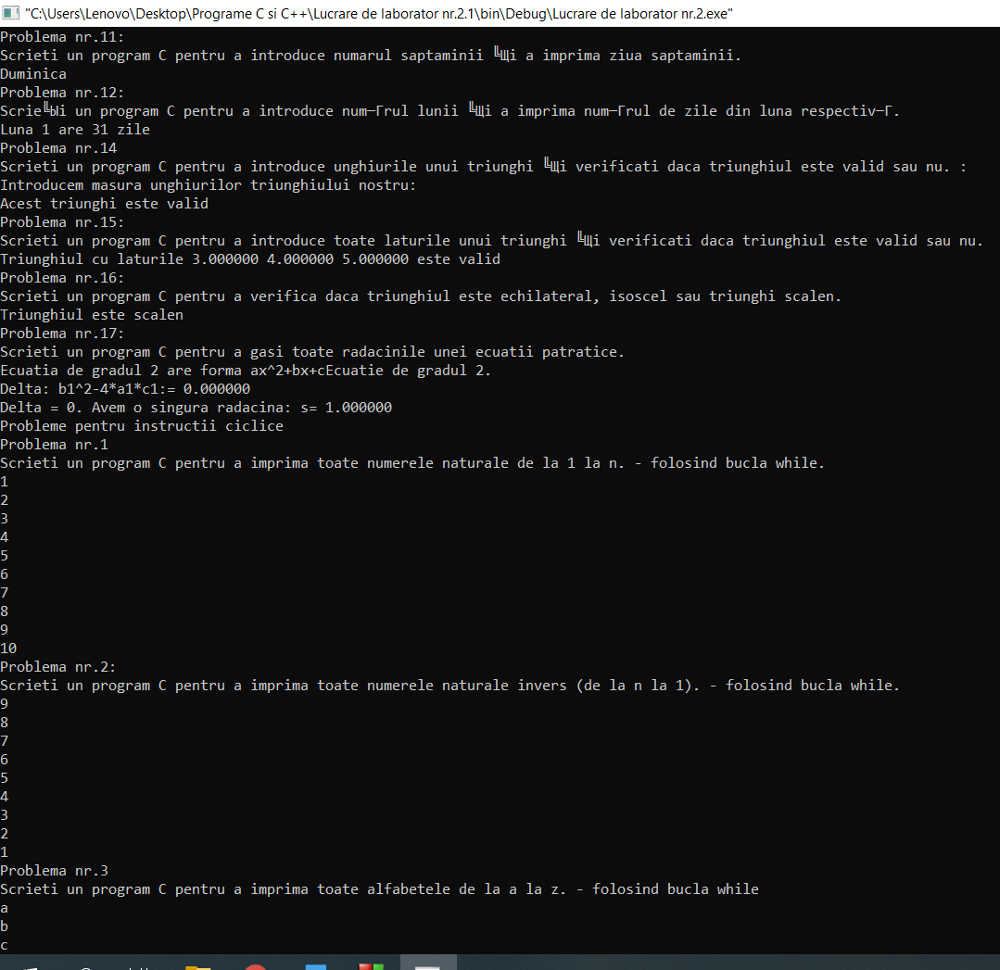 "C:\Users\Lenovo\Desktop\Programe C si C++\Lucrare de laborator nr.2.1\bin\Debug\Lucrare de laborator nr.2.exe"
Problema nr.11:
Scrieti un program C pentru a introduce numarul saptaminii ╚Щi a imprima ziua saptaminii.
Duminica
Problema nr.12:
Scrie╚Ыi un program C pentru a introduce num─Гrul lunii ╚Щi a imprima num─Гrul de zile din luna respectiv─Г.
Luna 1 are 31 zile
Problema nr.14
Scrieti un program C pentru a introduce unghiurile unui triunghi ╚Щi verificati daca triunghiul este valid sau nu. :
Introducem masura unghiurilor triunghiului nostru:
Acest triunghi este valid
Problema nr.15:
Scrieti un program C pentru a introduce toate laturile unui triunghi ╚Щi verificati daca triunghiul este valid sau nu.
Triunghiul cu laturile 3.000000 4.000000 5.000000 este valid
Problema nr.16:
Scrieti un program C pentru a verifica daca triunghiul este echilateral, isoscel sau triunghi scalen.
Triunghiul este scalen
Problema nr.17:
Scrieti un program C pentru a gasi toate radacinile unei ecuatii patratice.
Ecuatia de gradul 2 are forma ax^2+bx+cEcuatie de gradul 2.
Delta: b1^2-4*a1*c1:= 0.000000
Delta = 0. Avem o singura radacina: s= 1.000000
Probleme pentru instructii ciclice
Problema nr.1
Scrieti un program C pentru a imprima toate numerele naturale de la 1 la n. - folosind bucla while.
1
2
3
4
5
6
7
8
9
10
Problema nr.2:
Scrieti un program C pentru a imprima toate numerele naturale invers (de la n la 1). - folosind bucla while.
9
8
7
6
5
4
3
2
1
Problema nr.3
Scrieti un program C pentru a imprima toate alfabetele de la a la z. - folosind bucla while
a
b
c